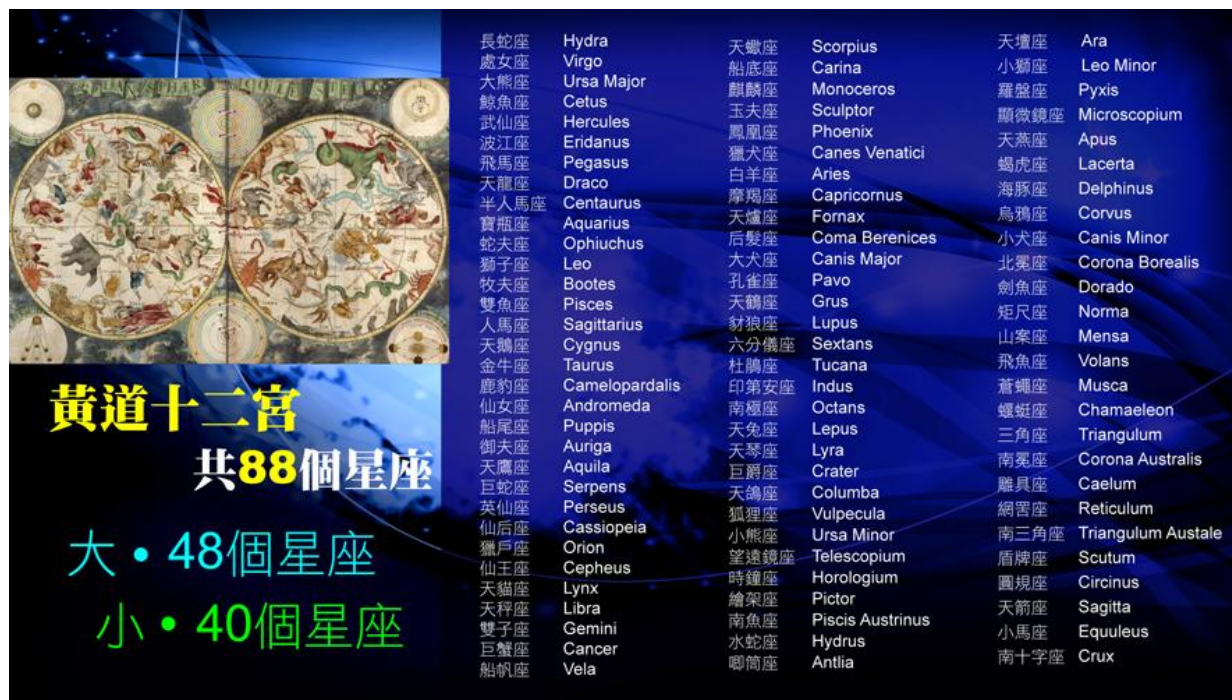 黃道十二宮
共88個星座
大•48個星座
小•40個星座
長蛇座 Hydra
處女座 Virgo
大熊座 Ursa Major
鯨魚座 Cetus
武仙座 Hercules
波江座 Eridanus
飛馬座 Pegasus
天龍座 Draco
半人馬座 Centaurus
寶瓶座 Aquarius
蛇夫座 Ophiuchus
獅子座 Leo
牧夫座 Bootes
雙魚座 Pisces
人馬座 Sagittarius
天鵝座 Cygnus
金牛座 Taurus
鹿豹座 Camelopardalis
仙女座 Andromeda
船尾座 Puppis
御夫座 Auriga
天鷹座 Aquila
巨蛇座 Serpens
英仙座 Perseus
仙后座 Cassiopeia
獵戶座 Orion
仙王座 Cepheus
天貓座 Lynx
天秤座 Libra
雙子座 Gemini
巨蟹座 Cancer
船帆座 Vela
天蠍座 Scorpius
船底座 Carina
麒麟座 Monoceros
玉夫座 Sculptor
鳳凰座 Phoenix
獵犬座 Canes Venatici
白羊座 Aries
摩羯座 Capricornus
天爐座 Fornax
后髮座 Coma Berenices
大犬座 Canis Major
孔雀座 Pavo
天鶴座 Grus
豺狼座 Lupus
六分儀座 Sextans
杜鵑座 Tucana
印第安座 Indus
南極座 Octans
天兔座 Lepus
天琴座 Lyra
巨爵座 Crater
天鴿座 Columba
狐狸座 Vulpecula
小熊座 Ursa Minor
望遠鏡座 Telescopium
時鐘座 Horologium
繪架座 Pictor
南魚座 Piscis Austrinus
水蛇座 Hydrus
唧筒座 Antlia
天壇座 Ara
小獅座 Leo Minor
羅盤座 Pyxis
顯微鏡座 Microscopium
天燕座 Apus
蝎虎座 Lacerta
海豚座 Delphinus
烏鴉座 Corvus
小犬座 Canis Minor
北冕座 Corona Borealis
劍魚座 Dorado
矩尺座 Norma
山案座 Mensa
飛魚座 Volans
蒼蠅座 Musca
蝘蜓座 Chamaeleon
三角座 Triangulum
南冕座 Corona Australis
雕具座 Caelum
網罟座 Reticulum
南三角座 Triangulum Austale
盾牌座 Scutum
圓規座 Circinus
天箭座 Sagitta
小馬座 Equuleus
南十字座 Crux